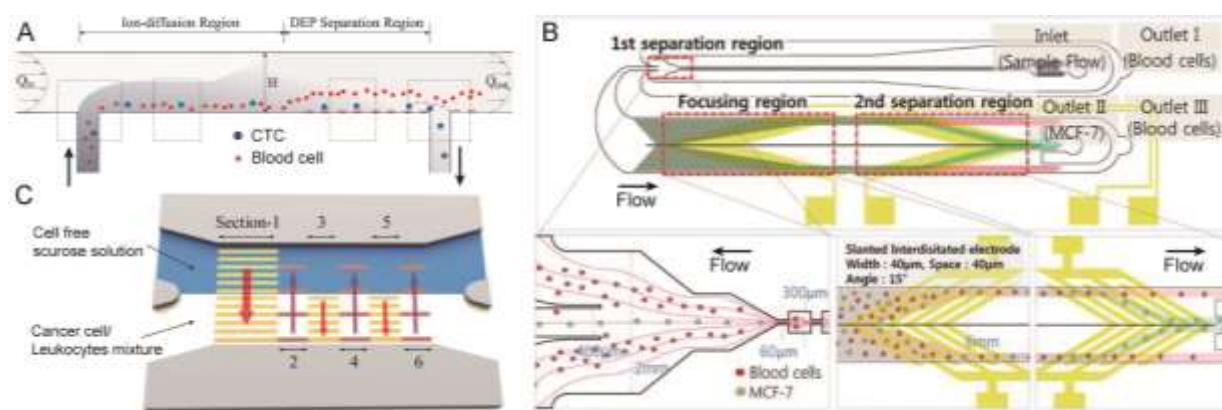 A
Ion-diffusion Region
DEP Separation Region
H
CTC
Blood cell
B
1st separation region
Inlet
(Sample Flow)
Outlet I
(Blood cells)
Focusing region
2nd separation region
Outlet II
(MCF-7)
Outlet III
(Blood cells)
Flow
C
Section-1
3
5
Cell free
scurose solution
Cancer cell/
Leukocytes mixture
2
4
6
Flow
300μm
60μm
2mm
Blood cells
MCF-7
Slanted Interdisitated electrode
Width : 40μm, Space : 40μm
Angle : 15°
Flow